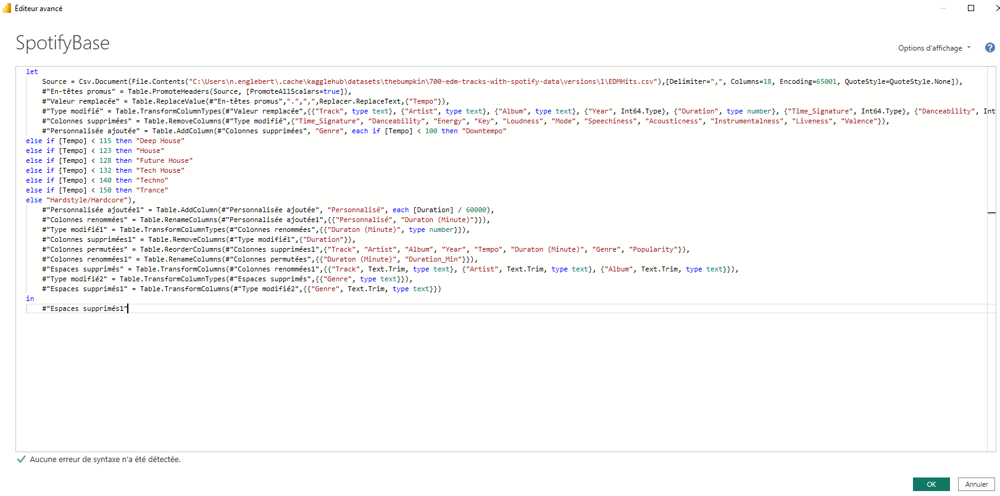 Éditeur avancé
SpotifyBase
Options d'affichage
?
let
    Source = Csv.Document(File.Contents("C:\Users\n.englebert\.cache\kagglehub\datasets\thebumpkin\700-edm-tracks-with-spotify-data\versions\1\EDMHits.csv"),[Delimiter=",", Columns=18, Encoding=65001, QuoteStyle=QuoteStyle.None]),
    #"En-têtes promus" = Table.PromoteHeaders(Source, [PromoteAllScalars=true]),
    #"Valeur remplacée" = Table.ReplaceValue(#"En-têtes promus",".",",",Replacer.ReplaceText,{"Tempo"}),
    #"Type modifié" = Table.TransformColumnTypes(#"Valeur remplacée",{{"Track", type text}, {"Artist", type text}, {"Album", type text}, {"Year", Int64.Type}, {"Duration", type number}, {"Time_Signature", Int64.Type}, {"Danceability", Int
    #"Colonnes supprimées" = Table.RemoveColumns(#"Type modifié",{"Time_Signature", "Danceability", "Energy", "Key", "Loudness", "Mode", "Speechiness", "Acousticness", "Instrumentalness", "Liveness", "Valence"}),
    #"Personnalisée ajoutée" = Table.AddColumn(#"Colonnes supprimées", "Genre", each if [Tempo] < 100 then "Downtempo"
else if [Tempo] < 115 then "Deep House"
else if [Tempo] < 123 then "House"
else if [Tempo] < 128 then "Future House"
else if [Tempo] < 132 then "Tech House"
else if [Tempo] < 140 then "Techno"
else if [Tempo] < 150 then "Trance"
else "Hardstyle/Hardcore"),
    #"Personnalisée ajoutée1" = Table.AddColumn(#"Personnalisée ajoutée", "Personnalisé", each [Duration] / 60000),
    #"Colonnes renommées" = Table.RenameColumns(#"Personnalisée ajoutée1",{{"Personnalisé", "Duraton (Minute)"}}),
    #"Type modifié1" = Table.TransformColumnTypes(#"Colonnes renommées",{{"Duraton (Minute)", type number}}),
    #"Colonnes supprimées1" = Table.RemoveColumns(#"Type modifié1",{"Duration"}),
    #"Colonnes permutées" = Table.ReorderColumns(#"Colonnes supprimées1",{"Track", "Artist", "Album", "Year", "Tempo", "Duraton (Minute)", "Genre", "Popularity"}),
    #"Colonnes renommées1" = Table.RenameColumns(#"Colonnes permutées",{{"Duraton (Minute)", "Duration_Min"}}),
    #"Espaces supprimés" = Table.TransformColumns(#"Colonnes renommées1",{{"Track", Text.Trim, type text}, {"Artist", Text.Trim, type text}, {"Album", Text.Trim, type text}}),
    #"Type modifié2" = Table.TransformColumnTypes(#"Espaces supprimés",{{"Genre", type text}}),
    #"Espaces supprimés1" = Table.TransformColumns(#"Type modifié2",{{"Genre", Text.Trim, type text}})
in
    #"Espaces supprimés1"
Aucune erreur de syntaxe n'a été détectée.
OK
Annuler